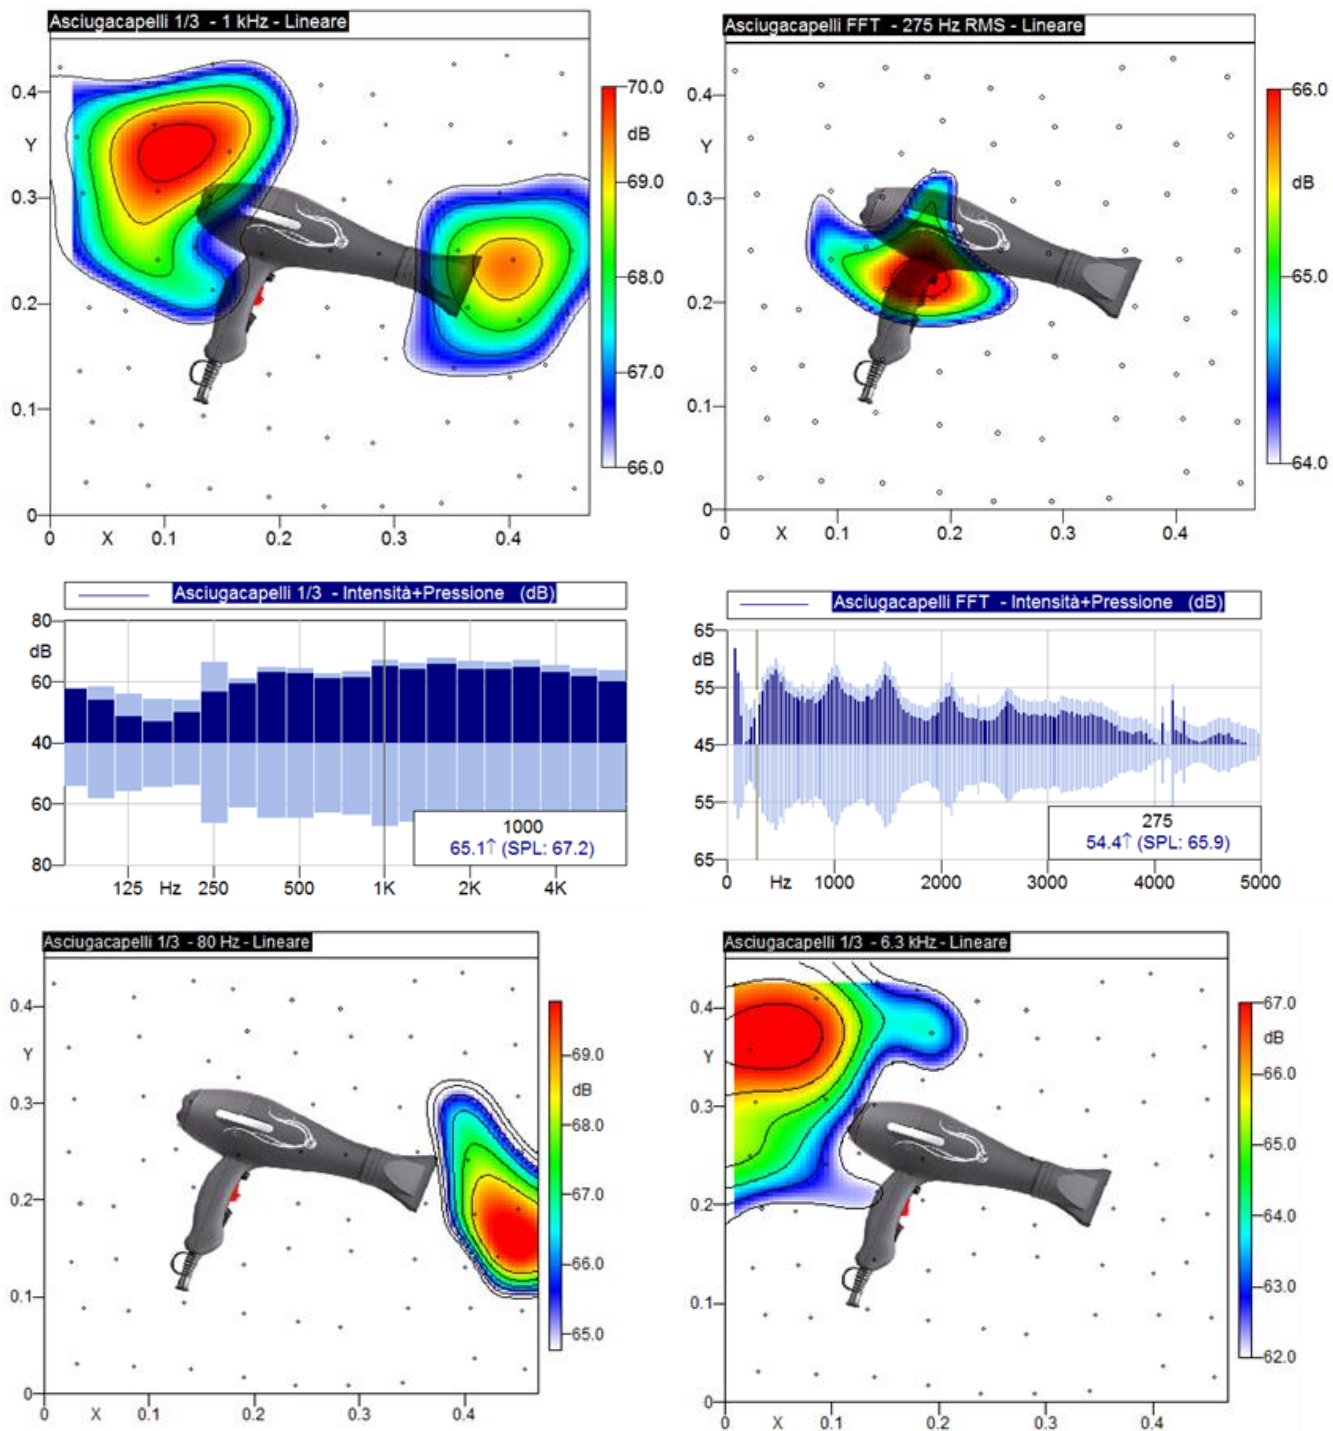 Asciugacapelli 1/3 - 1 kHz - Lineare
0.4
Y
0.3
0.2
0.1
0
0 X 0.1 0.2 0.3 0.4
70.0
dB
69.0
68.0
67.0
66.0
Asciugacapelli FFT - 275 Hz RMS - Lineare
0.4
Y
0.3
0.2
0.1
0
0 X 0.1 0.2 0.3 0.4
66.0
dB
65.0
64.0
Asciugacapelli 1/3 - Intensità+Pressione (dB)
80
dB
60
40
60
80
1000
65.1↑ (SPL: 67.2)
125 Hz 250 500 1K 2K 4K
Asciugacapelli FFT - Intensità+Pressione (dB)
65
dB
55
45
55
65
275
54.4↑ (SPL: 65.9)
0 Hz 1000 2000 3000 4000 5000
Asciugacapelli 1/3 - 80 Hz - Lineare
0.4
Y
0.3
0.2
0.1
0
0 X 0.1 0.2 0.3 0.4
69.0
dB
68.0
67.0
66.0
65.0
Asciugacapelli 1/3 - 6.3 kHz - Lineare
0.4
Y
0.3
0.2
0.1
0
0 X 0.1 0.2 0.3 0.4
67.0
dB
66.0
65.0
64.0
63.0
62.0